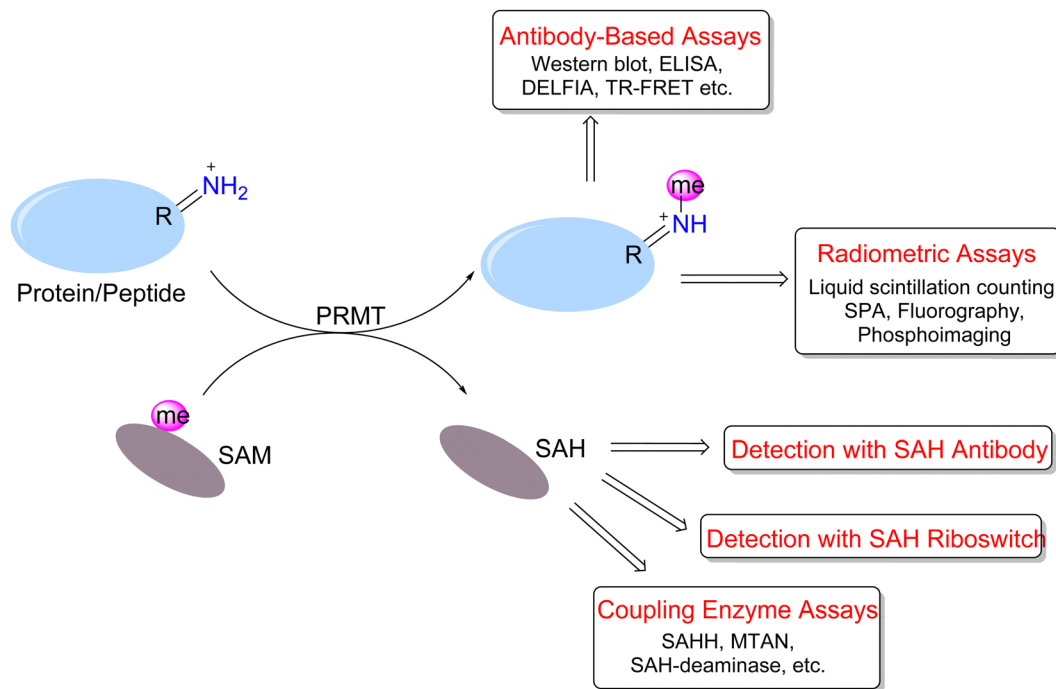 Antibody-Based Assays
Western blot, ELISA,
DELFIA, TR-FRET etc.
+
NH2
R
Protein/Peptide
me
+
NH
R
Radiometric Assays
Liquid scintillation counting
SPA, Fluorography,
Phosphoimaging
PRMT
me
SAM
SAH
Detection with SAH Antibody
Detection with SAH Riboswitch
Coupling Enzyme Assays
SAHH, MTAN,
SAH-deaminase, etc.